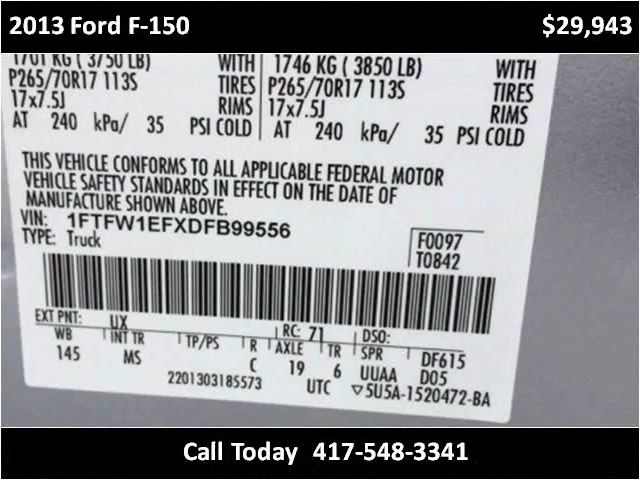 2013 Ford F-150 $29,943
1701 KG ( 3750 LB) WITH 1746 KG ( 3850 LB) WITH
P265/70R17 113S TIRES P265/70R17 113S TIRES
17x7.5J RIMS 17x7.5J RIMS
AT 240 kPa/ 35 PSI COLD AT 240 kPa/ 35 PSI COLD
THIS VEHICLE CONFORMS TO ALL APPLICABLE FEDERAL MOTOR
VEHICLE SAFETY STANDARDS IN EFFECT ON THE DATE OF
MANUFACTURE SHOWN ABOVE.
VIN: 1FTFW1EFXDFB99556
TYPE: Truck F0097
T0842
EXT PNT: UX RC: 71 DSO:
WB INT TR TP/PS R AXLE TR SPR DF615
145 MS C 19 6 UUAA D05
2201303185573 UTC ▽5U5A-1520472-BA
Call Today 417-548-3341